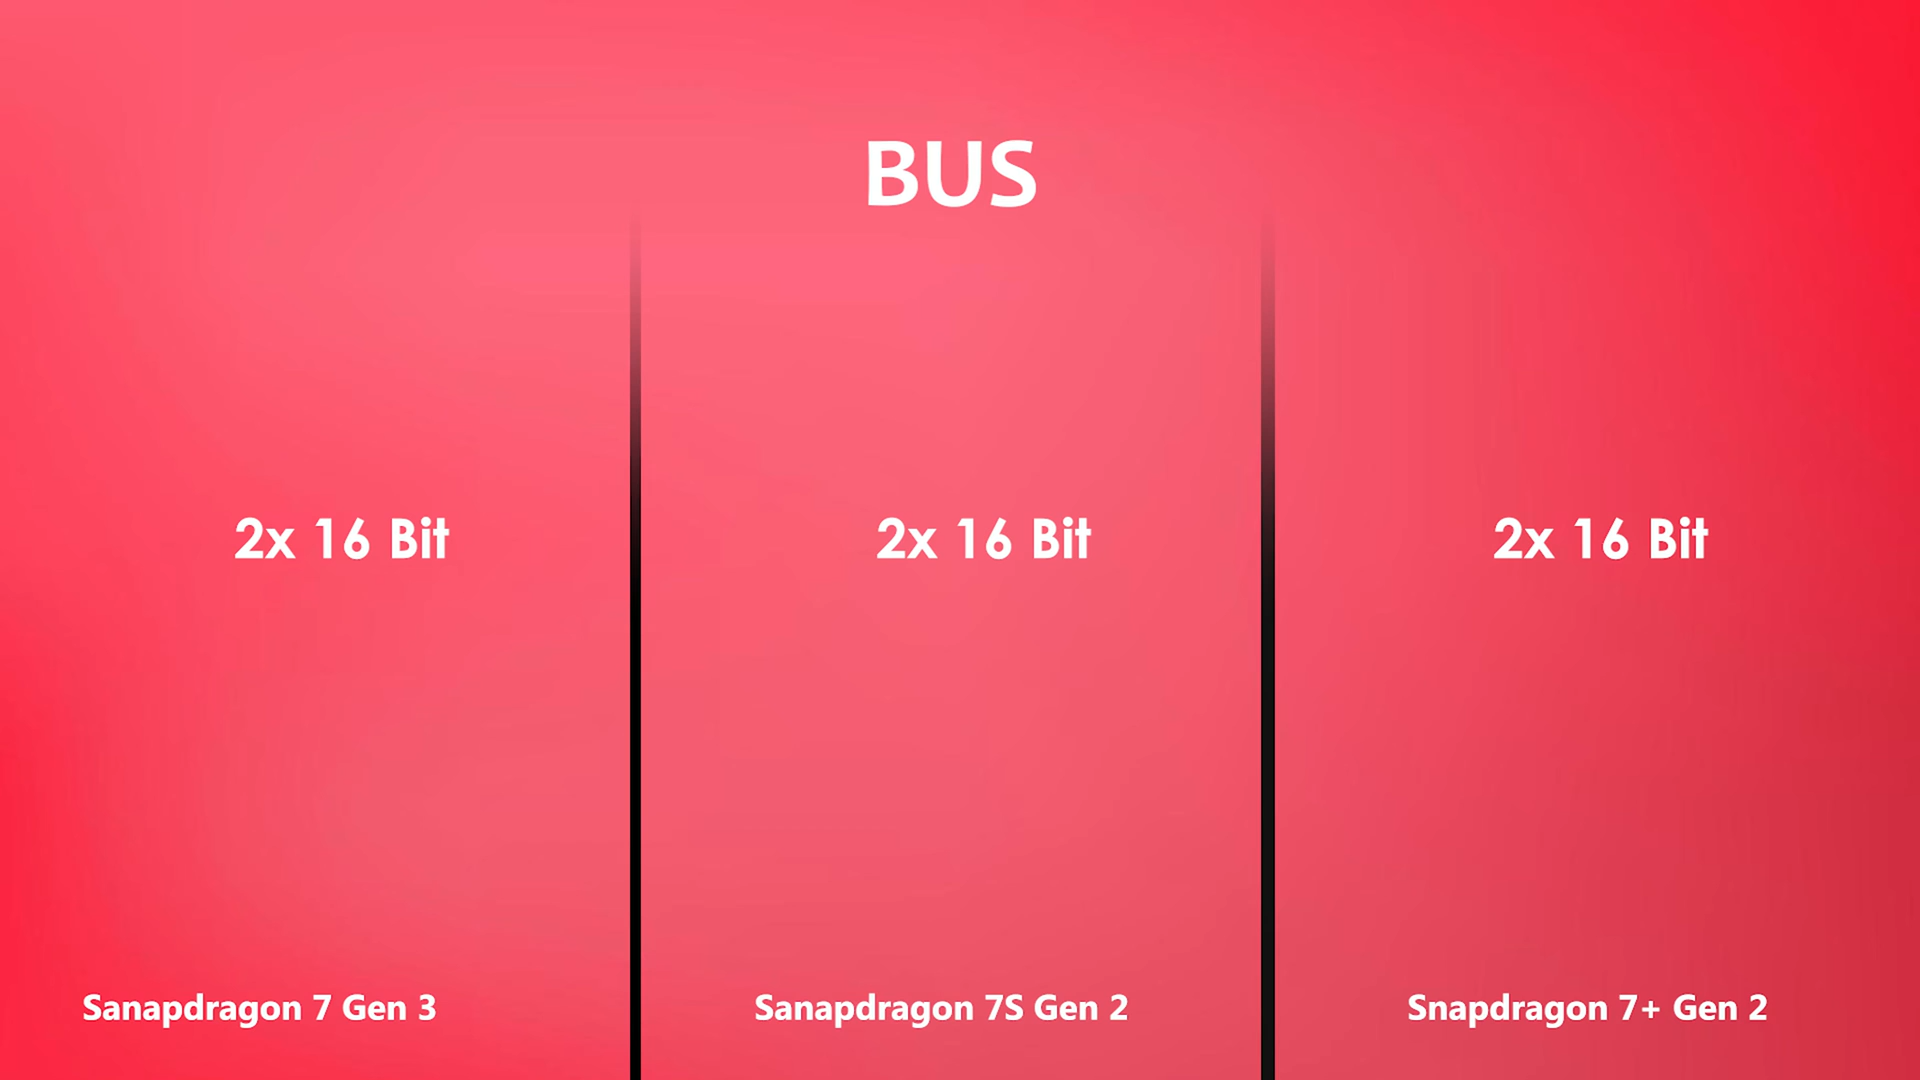 BUS
2x 16 Bit
2x 16 Bit
2x 16 Bit
Sanapdragon 7 Gen 3
Sanapdragon 7S Gen 2
Snapdragon 7+ Gen 2